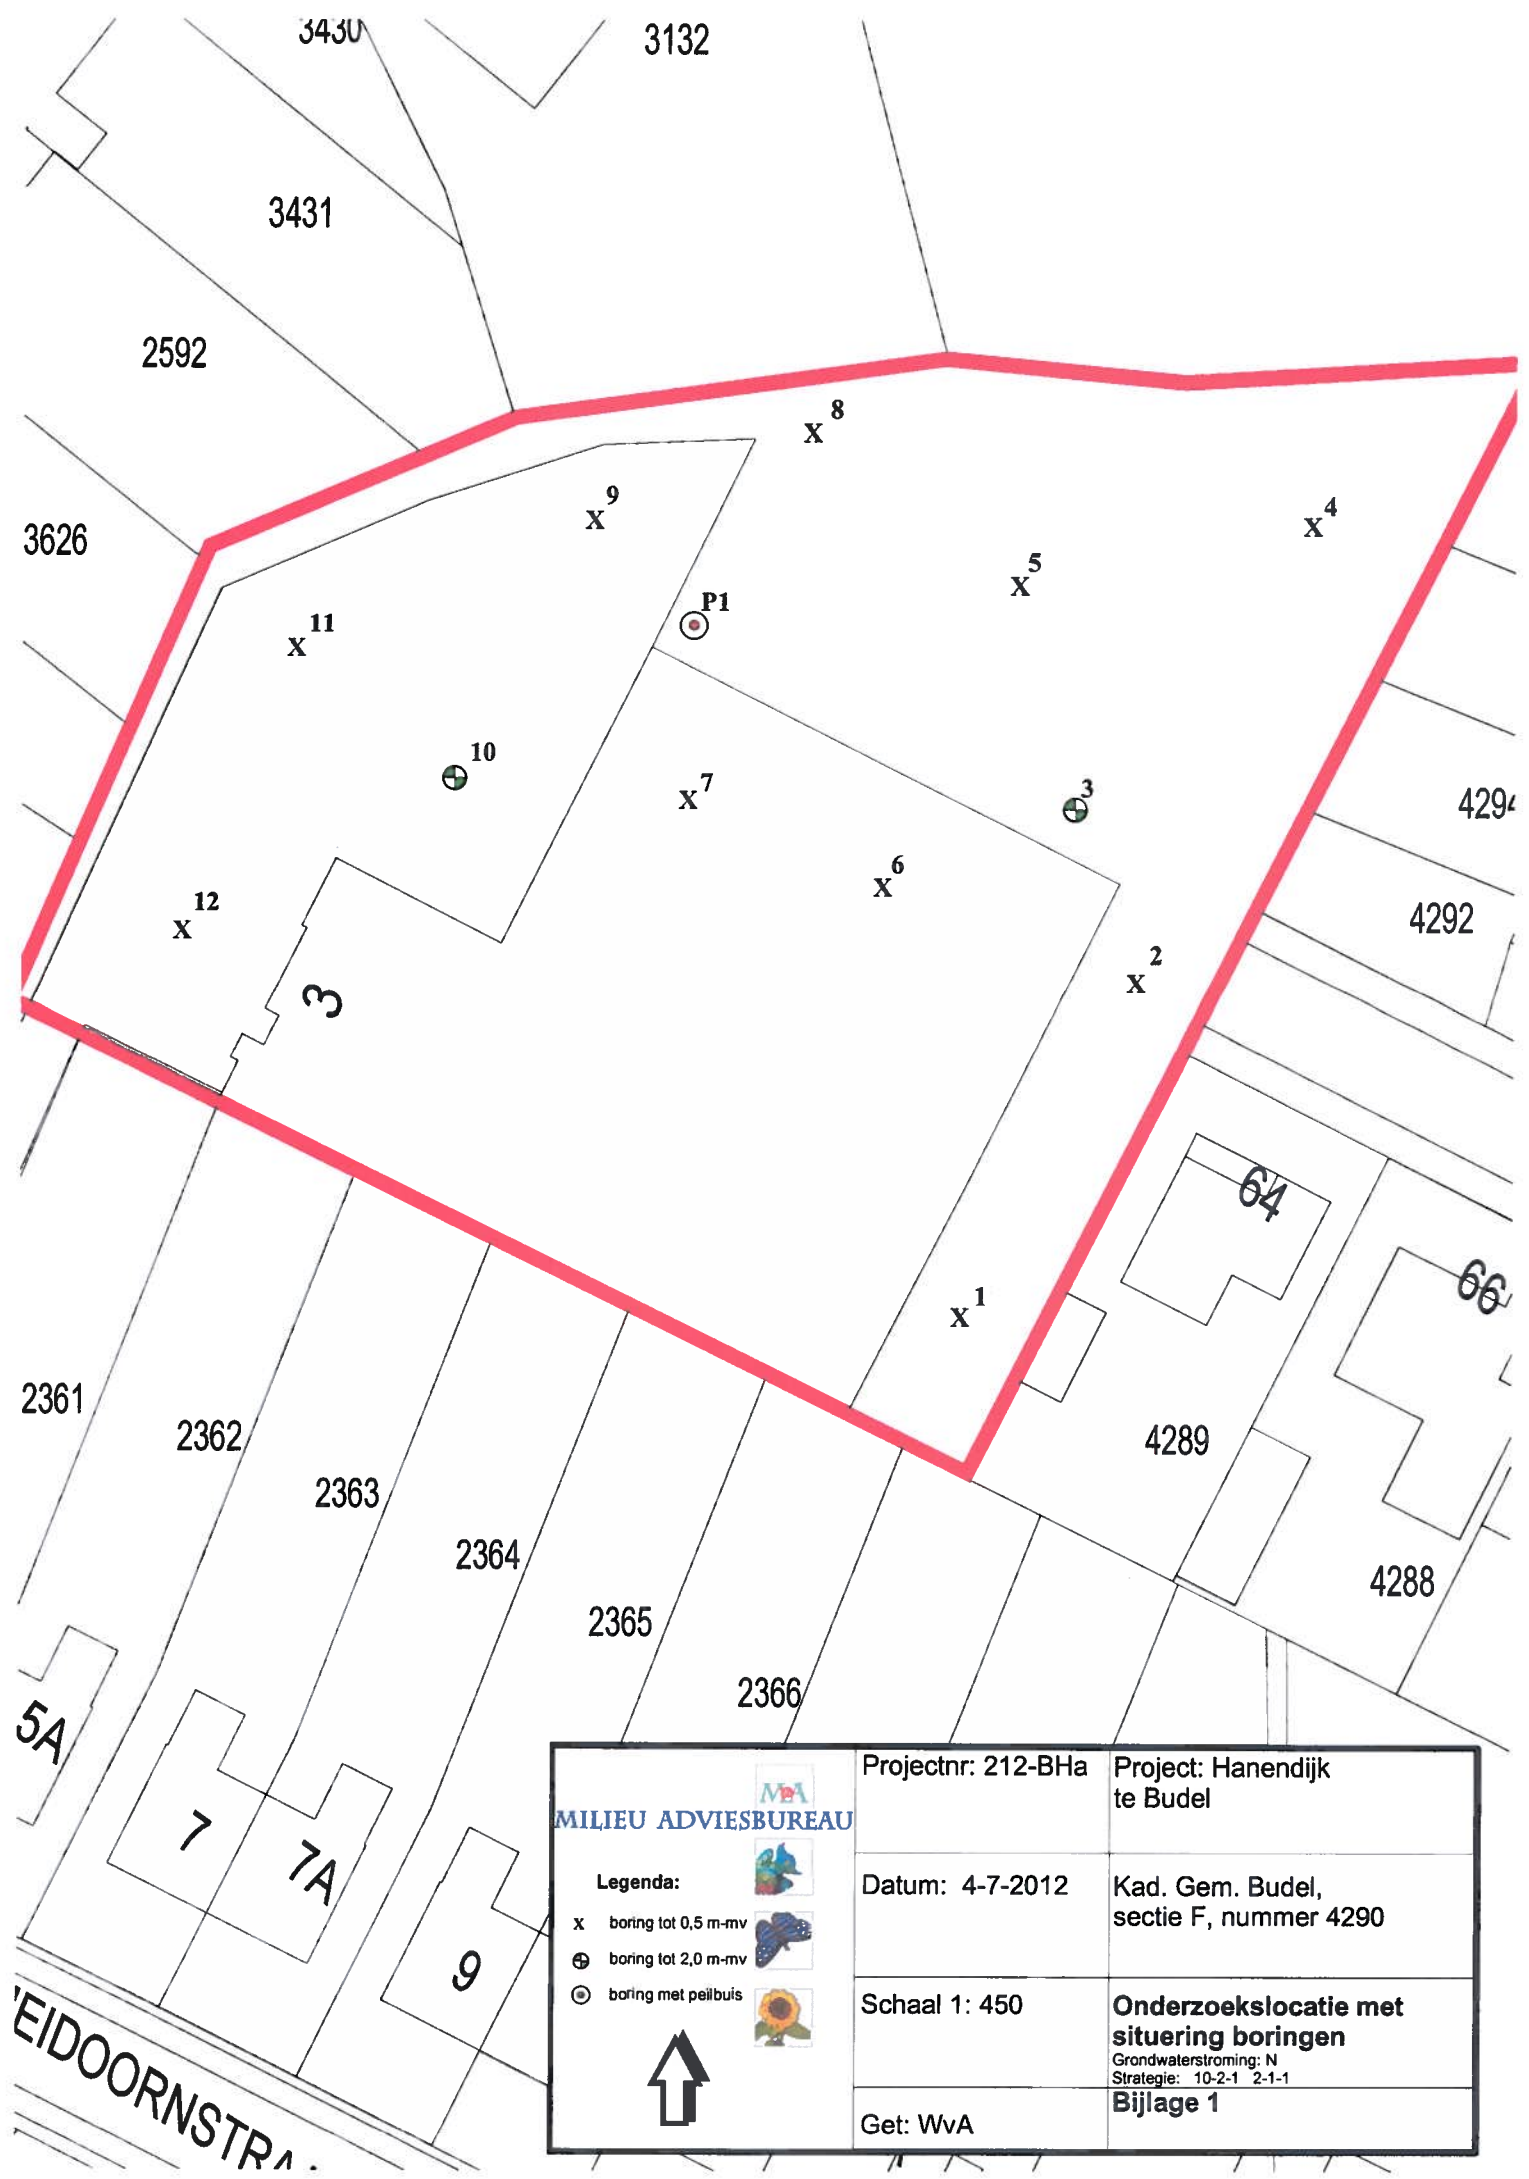 3430
3132
3431
2592
8
9
4
3626
5
P1
11
10
7
3
4294
6
12
4292
2
3
64
66
1
2361
2362
4289
2363
2364
4288
2365
2366
5A
7
7A
9
EIDOORNSTRA
MA
MILIEU ADVIESBUREAU
Legenda:
x boring tot 0,5 m-mv
boring tot 2,0 m-mv
boring met peilbuis
Projectnr: 212-BHa
Project: Hanendijk
te Budel
Datum: 4-7-2012
Kad. Gem. Budel,
sectie F, nummer 4290
Schaal 1: 450
Onderzoekslocatie met
situering boringen
Grondwaterstroming: N
Strategie: 10-2-1 2-1-1
Get: WvA
Bijlage 1